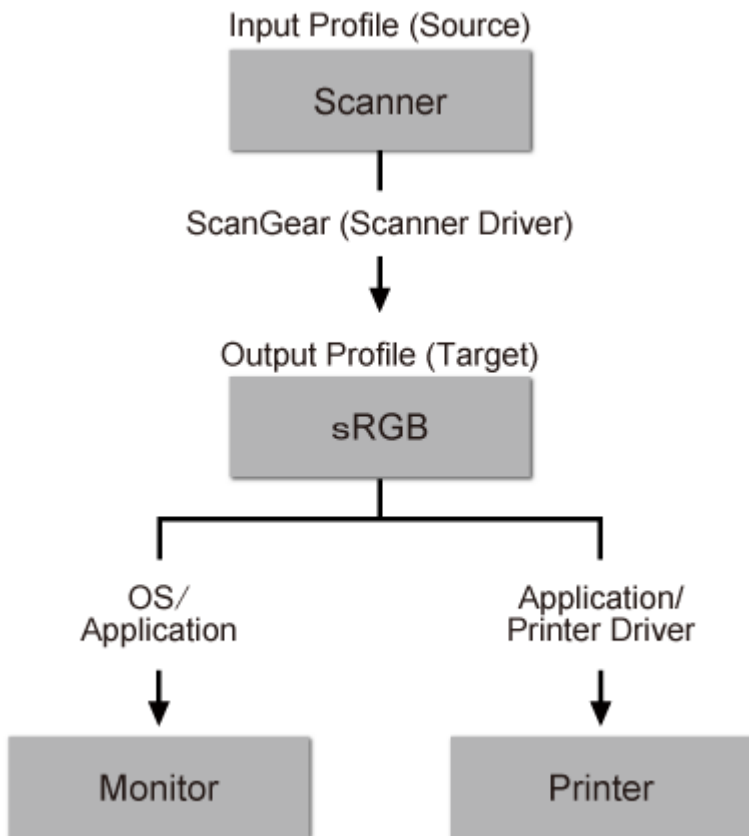 Input Profile (Source)
Scanner
ScanGear (Scanner Driver)
Output Profile (Target)
sRGB
OS/
Application
Application/
Printer Driver
Monitor
Printer